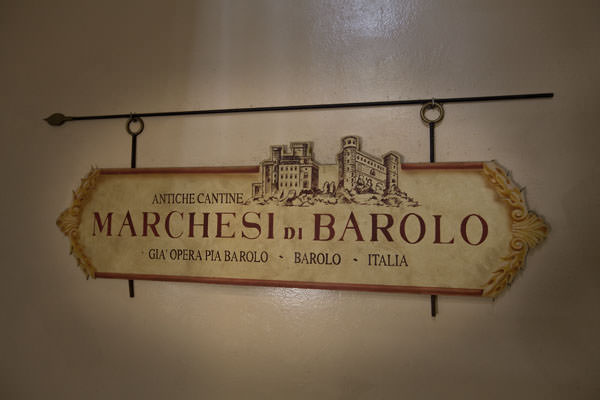 ANTICHE CANTINE
MARCHESI DI BAROLO
GIA' OPERA PIA BAROLO - BAROLO - ITALIA